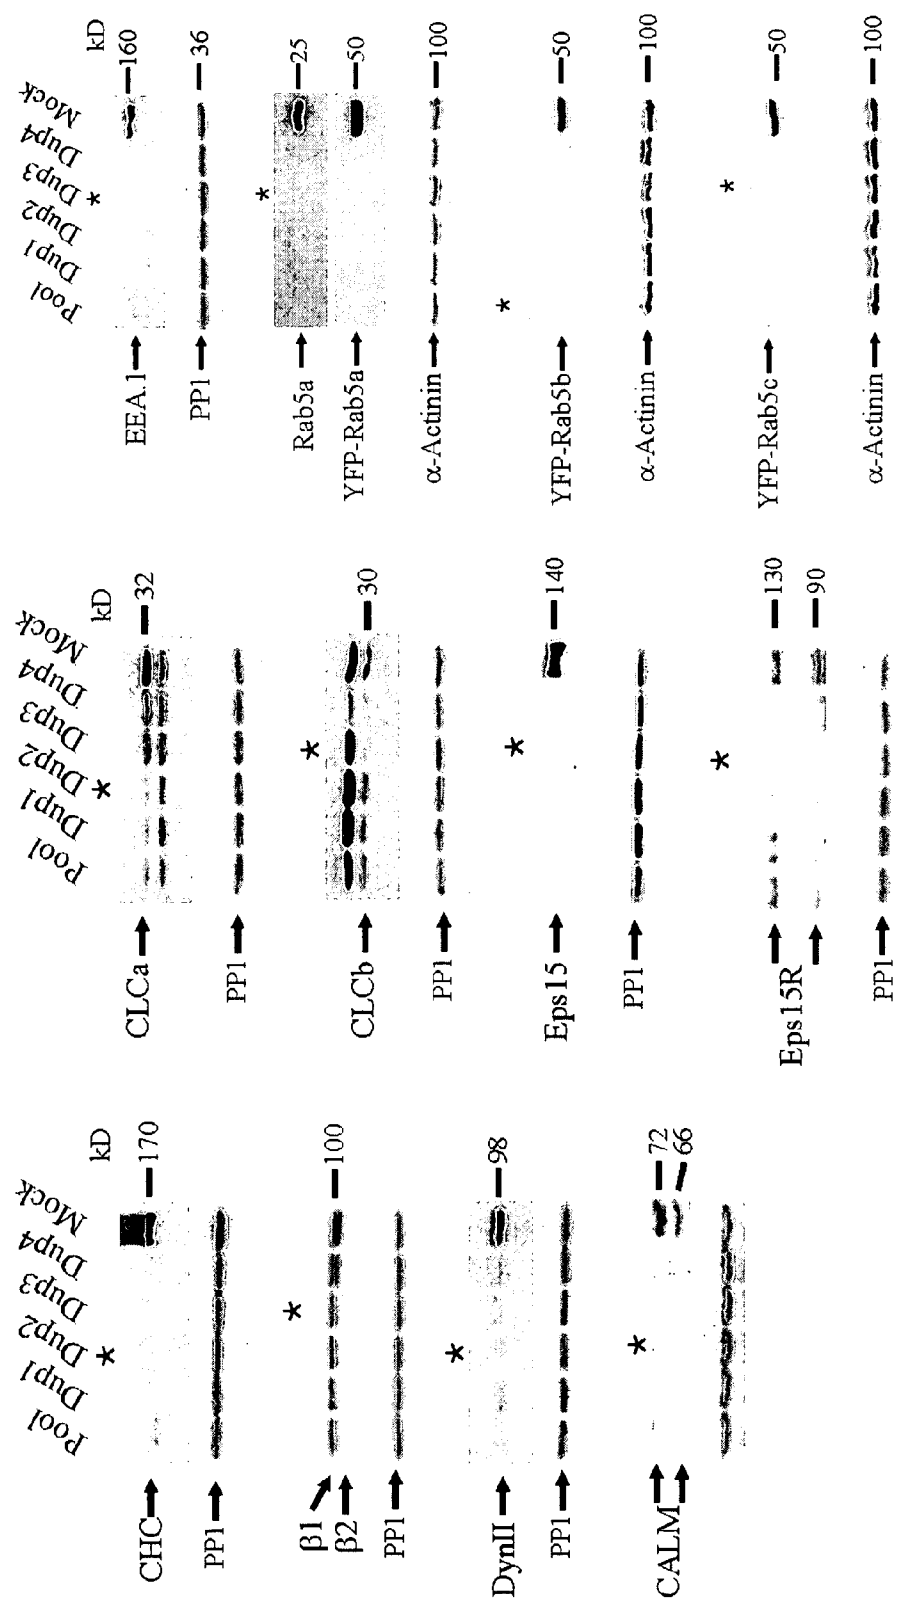 Pool Dup1 Dup2 Dup3 Dup4 Mock
* kD
CHC 170
PP1
*
β1 100
β2
PP1
*
DynII 98
PP1
*
CALM 72
66
Pool Dup1 Dup2 Dup3 Dup4 Mock
* kD
CLCa 32
PP1
*
CLCb 30
PP1
*
Eps15 140
PP1
*
Eps15R 130
90
PP1
Pool Dup1 Dup2 Dup3 Dup4 Mock
* kD
EEA.1 160
PP1 36
*
Rab5a 25
YFP-Rab5a 50
α-Actinin 100
*
YFP-Rab5b 50
α-Actinin 100
*
YFP-Rab5c 50
α-Actinin 100